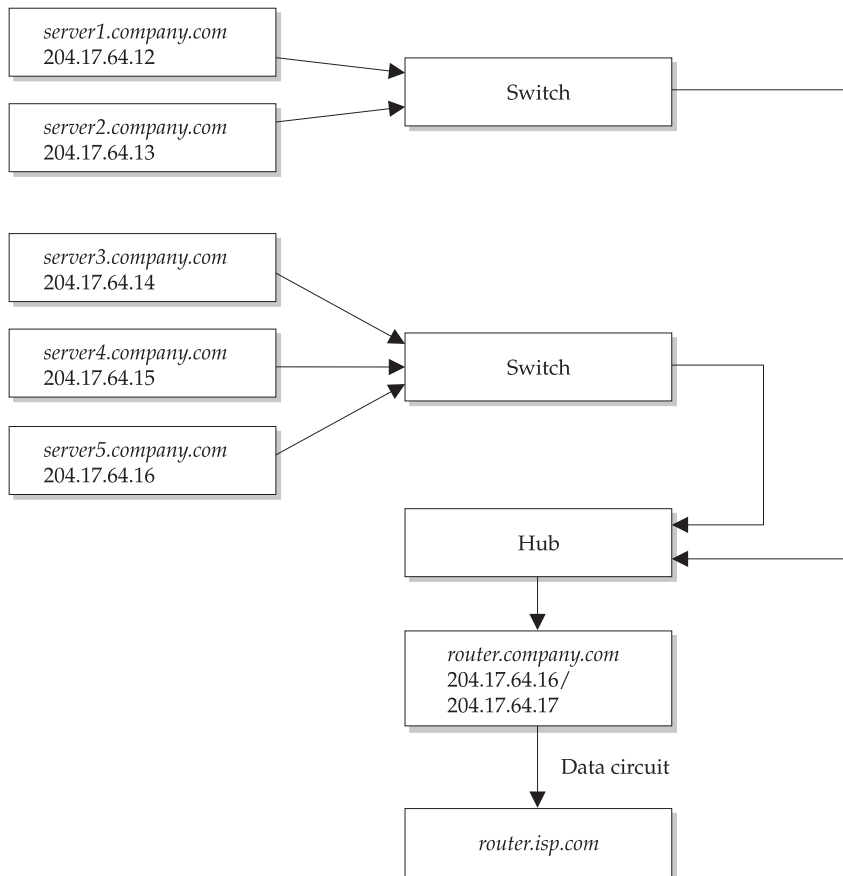 server1.company.com
204.17.64.12
Switch
server2.company.com
204.17.64.13
server3.company.com
204.17.64.14
server4.company.com
204.17.64.15
Switch
server5.company.com
204.17.64.16
Hub
router.company.com
204.17.64.16/
204.17.64.17
Data circuit
router.isp.com